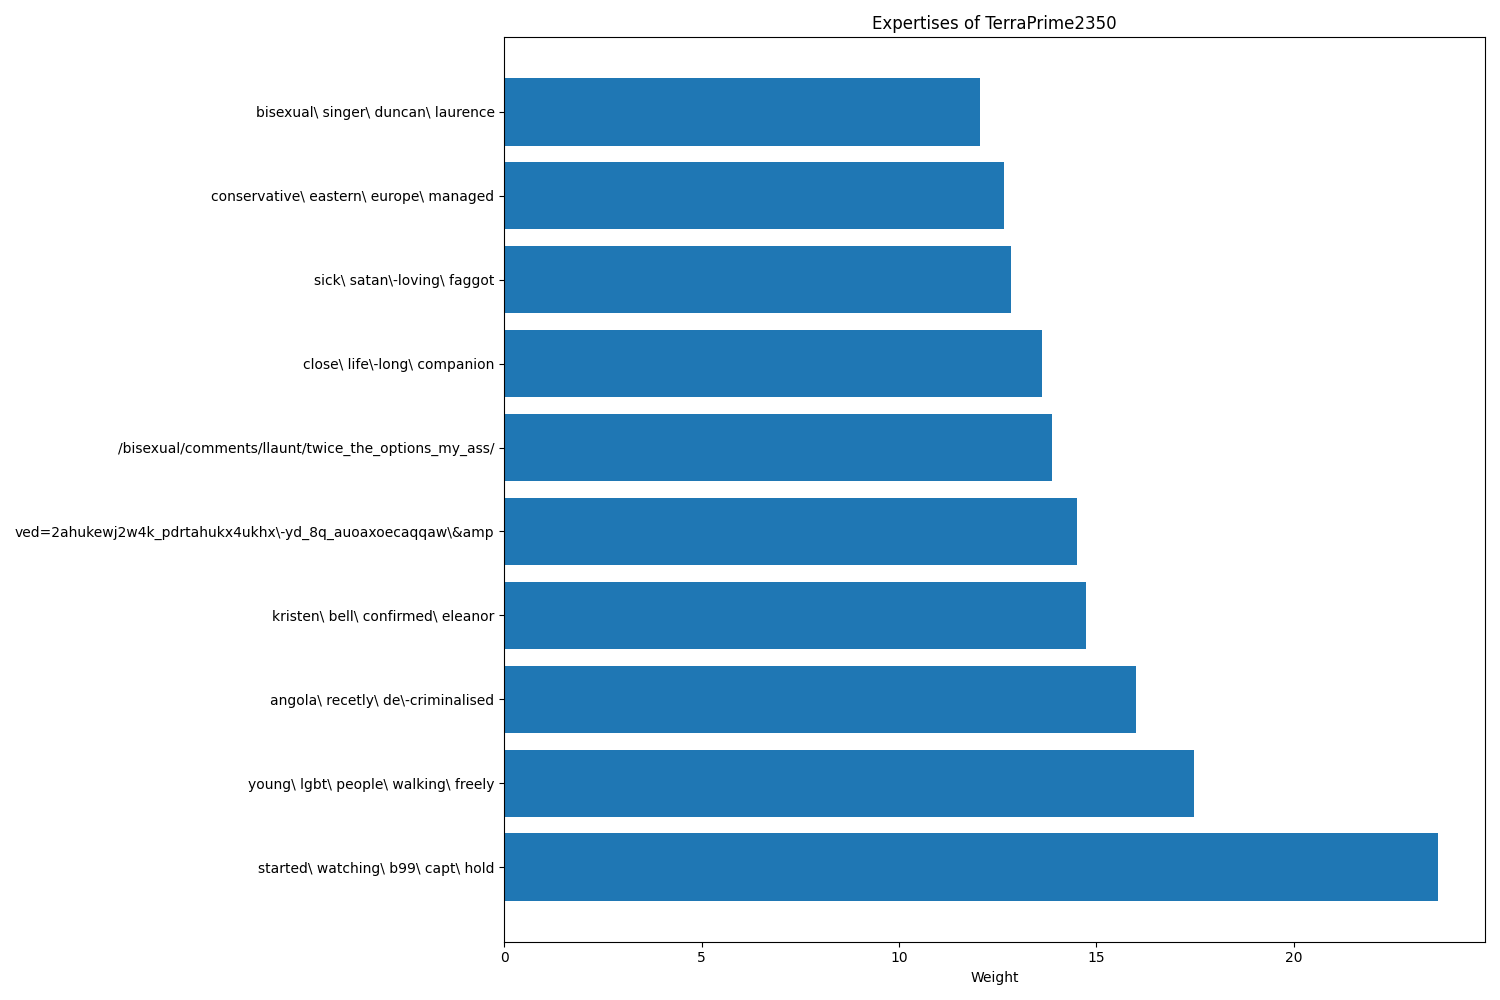 Expertises of TerraPrime2350
bisexual\ singer\ duncan\ laurence
conservative\ eastern\ europe\ managed
sick\ satan\-loving\ faggot
close\ life\-long\ companion
/bisexual/comments/llaunt/twice_the_options_my_ass/
ved=2ahukewj2w4k_pdrtahukx4ukhx\-yd_8q_auoaxoecaqqaw\&amp
kristen\ bell\ confirmed\ eleanor
angola\ recetly\ de\-criminalised
young\ lgbt\ people\ walking\ freely
started\ watching\ b99\ capt\ hold
0 5 10 15 20
Weight